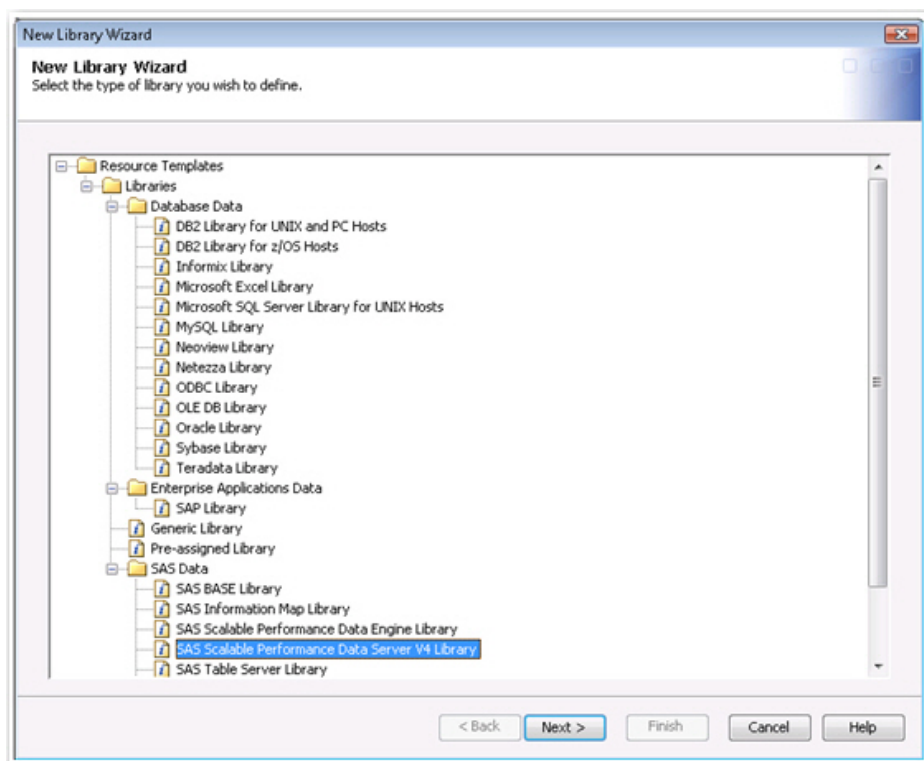 New Library Wizard
New Library Wizard
Select the type of library you wish to define.
Resource Templates
Libraries
Database Data
DB2 Library for UNIX and PC Hosts
DB2 Library for z/OS Hosts
Informix Library
Microsoft Excel Library
Microsoft SQL Server Library for UNIX Hosts
MySQL Library
Neoview Library
Netezza Library
ODBC Library
OLE DB Library
Oracle Library
Sybase Library
Teradata Library
Enterprise Applications Data
SAP Library
Generic Library
Pre-assigned Library
SAS Data
SAS BASE Library
SAS Information Map Library
SAS Scalable Performance Data Engine Library
SAS Scalable Performance Data Server V4 Library
SAS Table Server Library
< Back Next > Finish Cancel Help